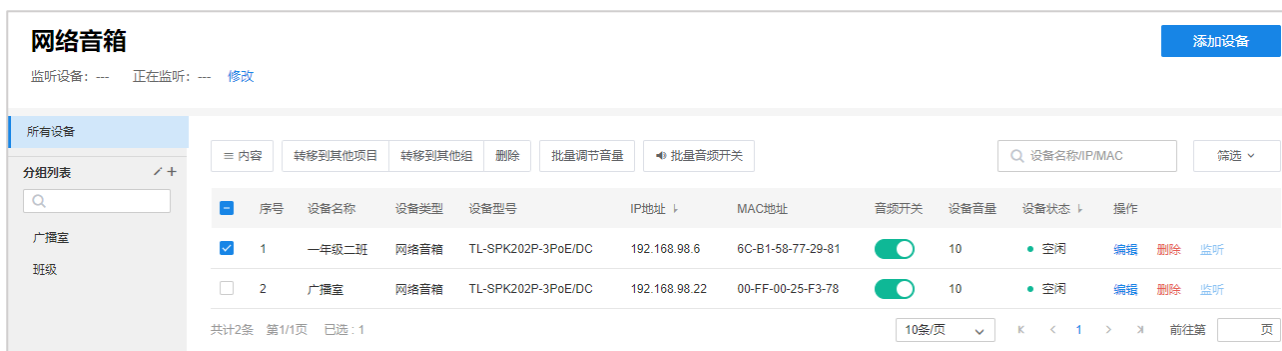 网络音箱
添加设备
监听设备：--- 正在监听：--- 修改
所有设备
分组列表
内容 转移到其他项目 转移到其他组 删除 批量调节音量 批量音频开关 设备名称/IP/MAC 筛选
序号 设备名称 设备类型 设备型号 IP地址 MAC地址 音频开关 设备音量 设备状态 操作
广播室
1 一年级二班 网络音箱 TL-SPK202P-3PoE/DC 192.168.98.6 6C-B1-58-77-29-81 10 空闲 编辑 删除 监听
班级
2 广播室 网络音箱 TL-SPK202P-3PoE/DC 192.168.98.22 00-FF-00-25-F3-78 10 空闲 编辑 删除 监听
共计2条 第1/1页 已选：1 10条/页 1 前往第 页